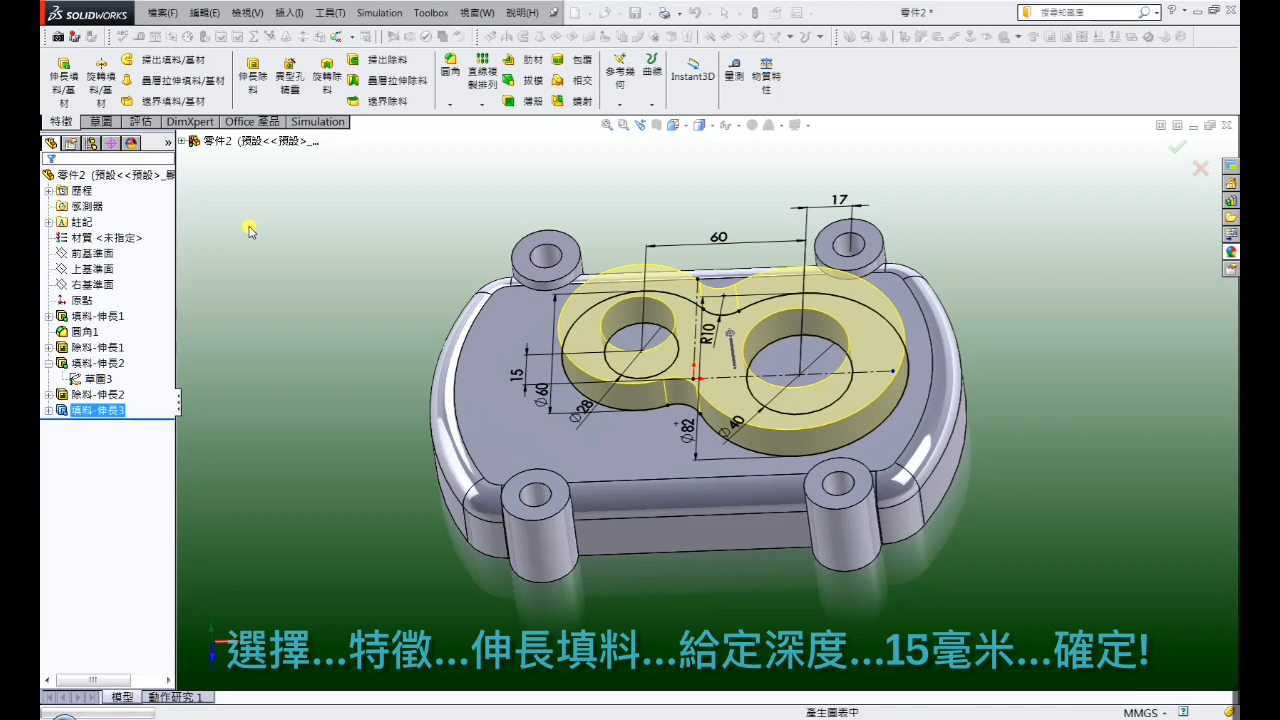 SOLIDWORKS 檔案(F) 編輯(E) 檢視(V) 插入(I) 工具(T) Simulation Toolbox 視窗(W) 說明(H) 零件2 * 搜尋知識庫
伸長填料/基材 旋轉填料/基材 掃出填料/基材 疊層拉伸填料/基材 邊界填料/基材 伸長除料 異型孔精靈 旋轉除料 掃出除料 疊層拉伸除料 邊界除料 圓角 直線複製排列 肋材 拔模 薄殼 包覆 相交 鏡射 參考幾何 曲線 Instant3D 量測 物質特性
特徵 草圖 評估 DimXpert Office 產品 Simulation
零件2 (預設<<預設>_...
零件2 (預設<<預設>_顯
歷程
感測器
註記
材質 <未指定>
前基準面
上基準面
右基準面
原點
填料-伸長1
圓角1
除料-伸長1
填料-伸長2
草圖3
除料-伸長2
填料-伸長3
17
60
R10
15
∅60
∅28
∅82
∅40
選擇...特徵...伸長填料...給定深度...15毫米...確定!
模型 動作研究 1
產生圖表中 MMGS